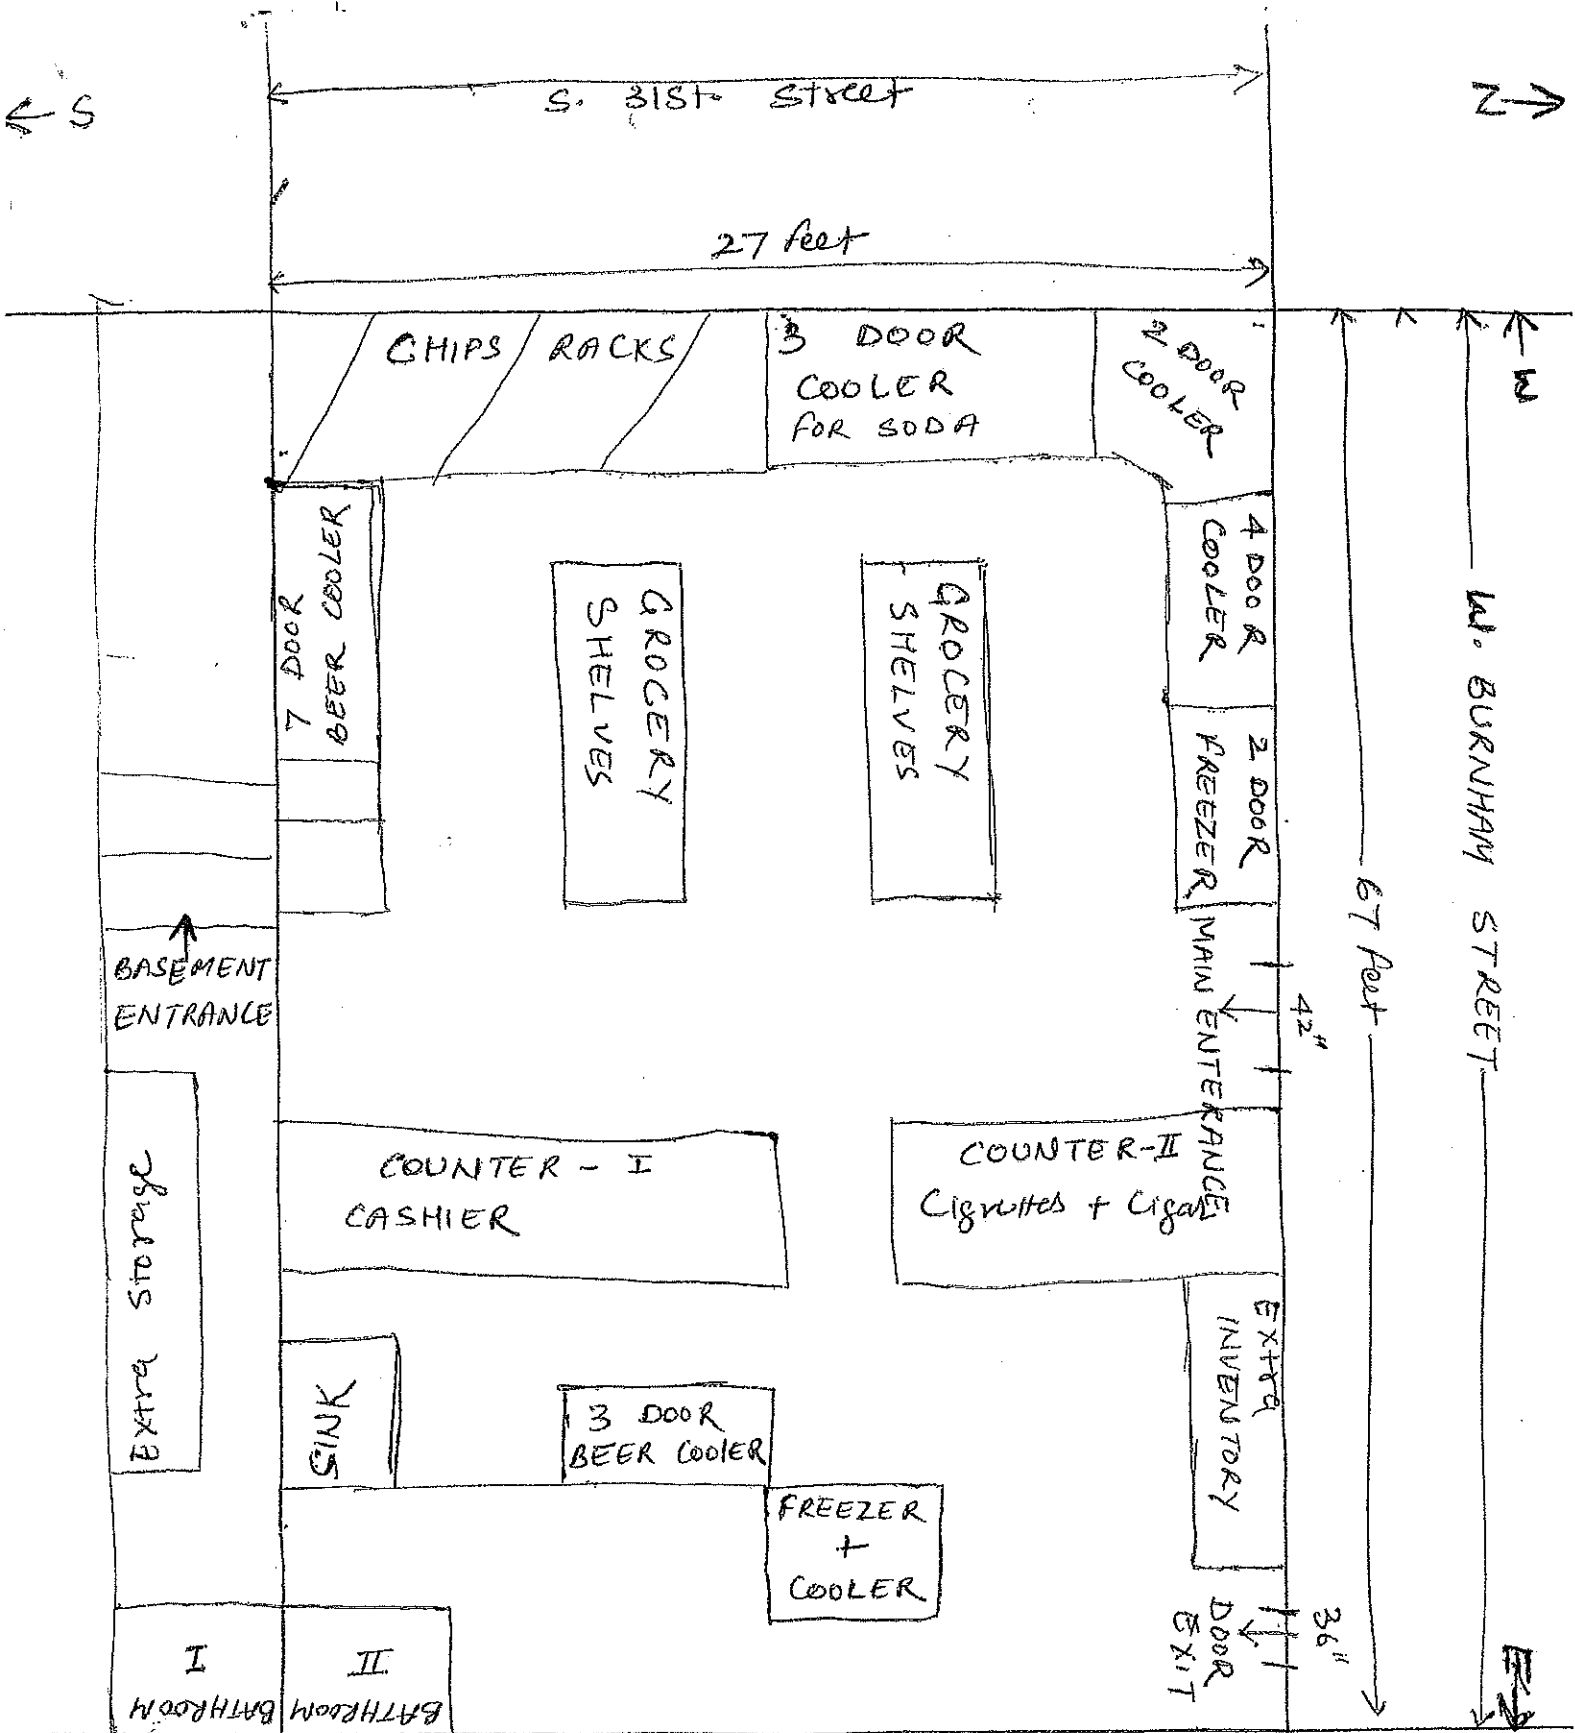 ← S
S. 31St. Street
N →
27 feet
CHIPS RACKS
3 DOOR
COOLER
FOR SODA
2 DOOR
COOLER
W
7 DOOR
BEER COOLER
GROCERY
SHELVES
GROCERY
SHELVES
4 DOOR
COOLER
2 DOOR
FREEZER
67 feet
W. BURNHAM STREET
MAIN ENTERANCE
42"
BASEMENT
ENTRANCE
COUNTER - I
CASHIER
COUNTER-II
Cigruttes + Cigars
Extra Storage
SINK
3 DOOR
BEER COOLER
FREEZER
+
COOLER
Extra
INVENTORY
DOOR
EXIT
36"
E
I
BATHROOM
II
BATHROOM